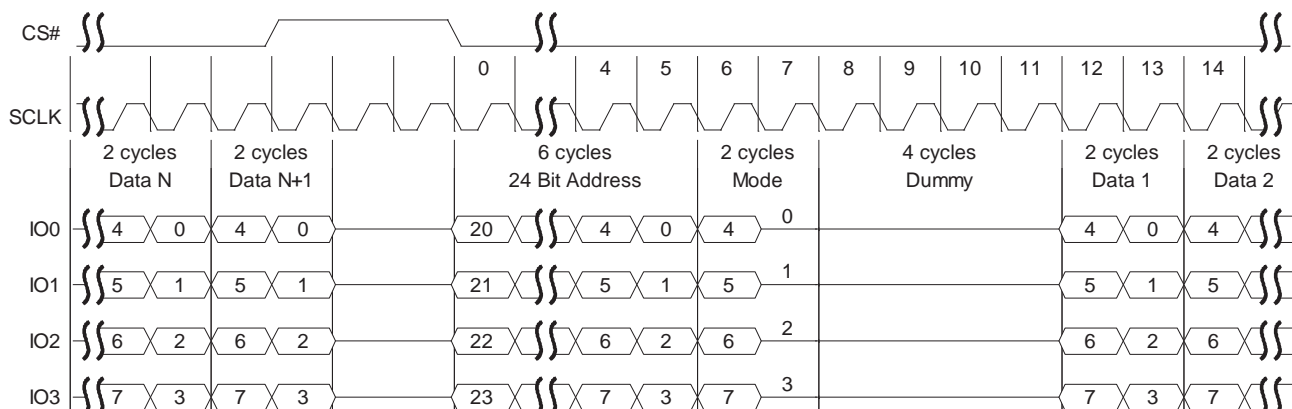 CS#
0 4 5 6 7 8 9 10 11 12 13 14
SCLK
2 cycles 2 cycles 6 cycles 2 cycles 4 cycles 2 cycles 2 cycles
Data N Data N+1 24 Bit Address Mode Dummy Data 1 Data 2
IO0 4 0 4 0 20 4 0 4 0 4 0 4
IO1 5 1 5 1 21 5 1 5 1 5 1 5
IO2 6 2 6 2 22 6 2 6 2 6 2 6
IO3 7 3 7 3 23 7 3 7 3 7 3 7